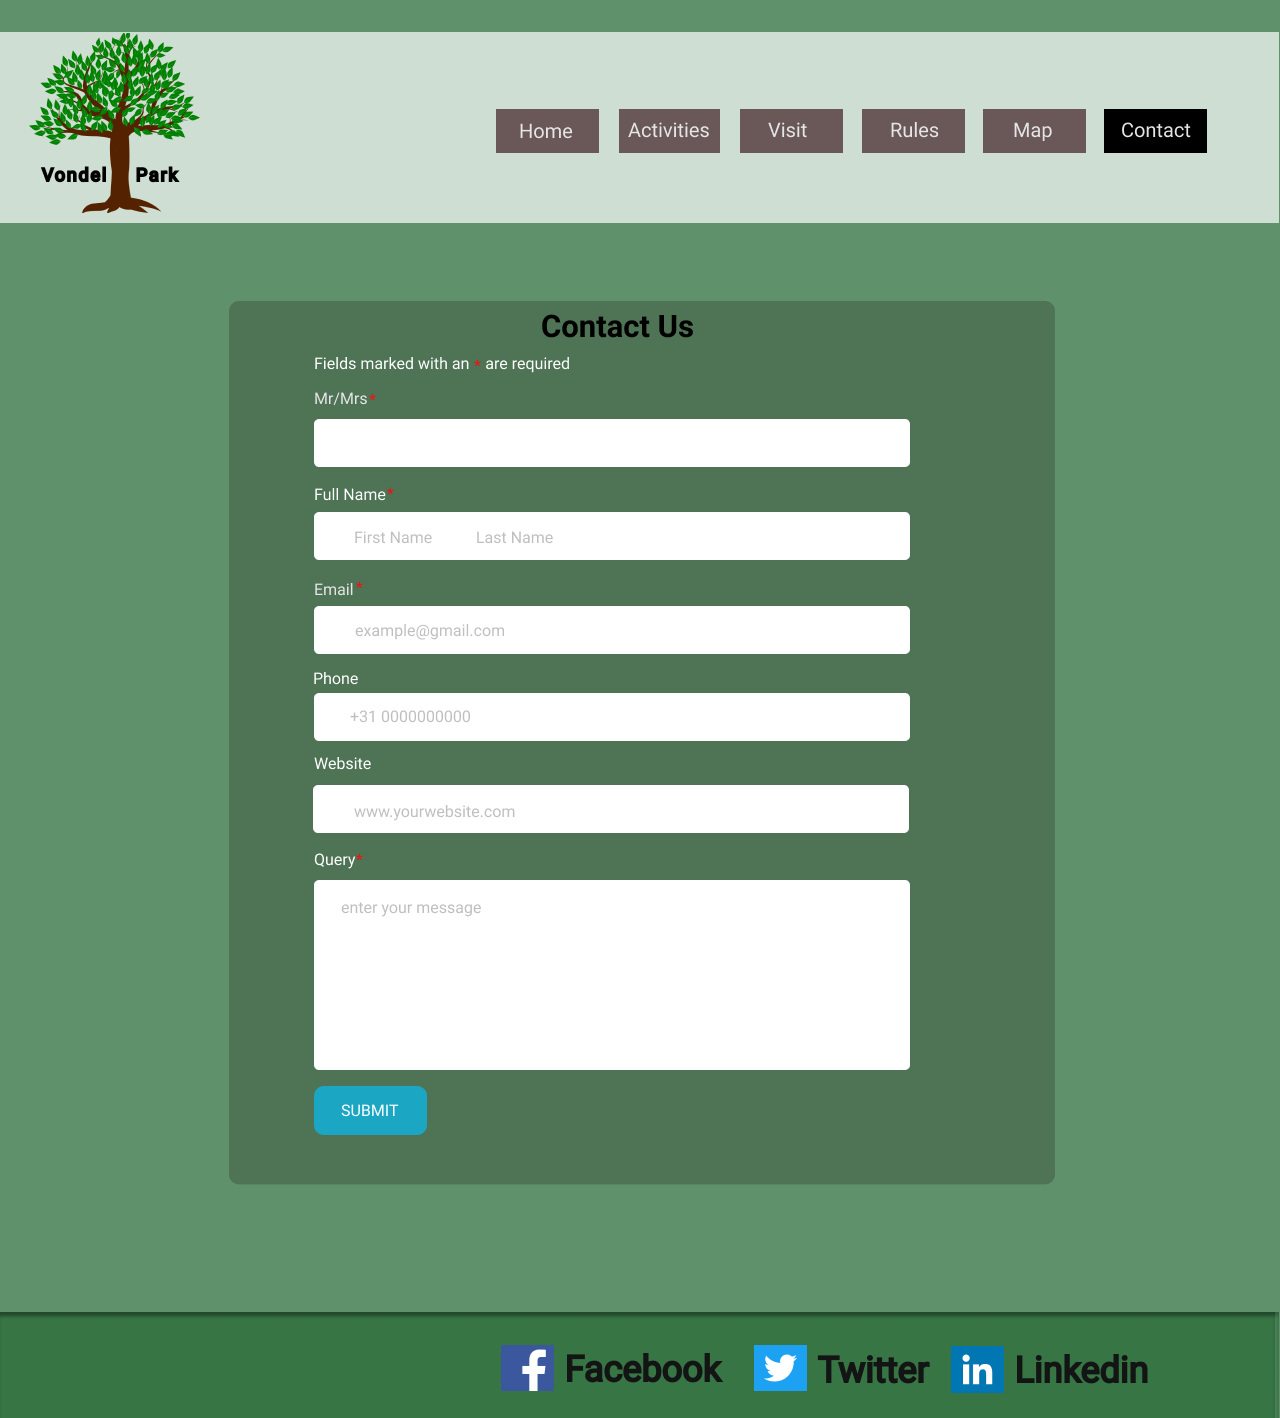 Vondel Park
Home Activities Visit Rules Map Contact
Contact Us
Fields marked with an * are required
Mr/Mrs*
Full Name*
First Name Last Name
Email*
example@gmail.com
Phone
+31 0000000000
Website
www.yourwebsite.com
Query*
enter your message
SUBMIT
Facebook Twitter Linkedin